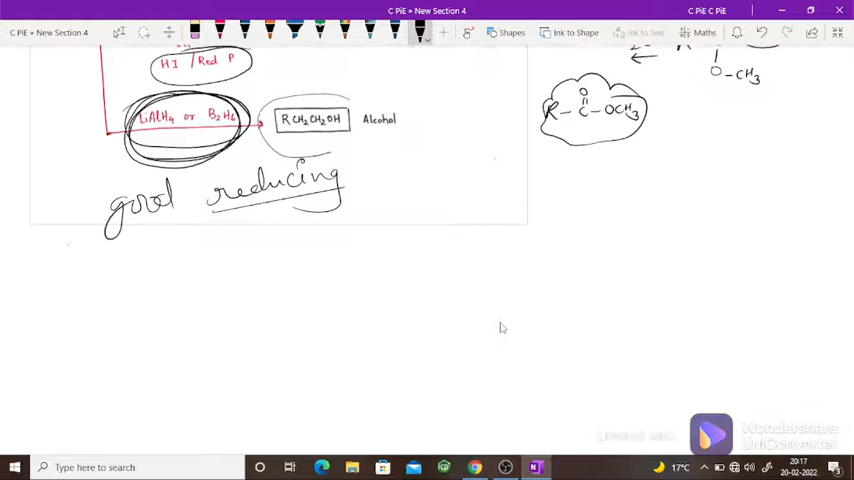 C PiE » New Section 4
C PiE C PiE
C PiE » New Section 4
Shapes
Ink to Shape
Ink to Text
Maths
HI /Red P
LiAlH4 or B2H6
RCH2CH2OH Alcohol
good reducing
O-CH3
O
R-C-OCH3
Wondershare
UniConverter
Type here to search
17°C
20:17
20-02-2022
3